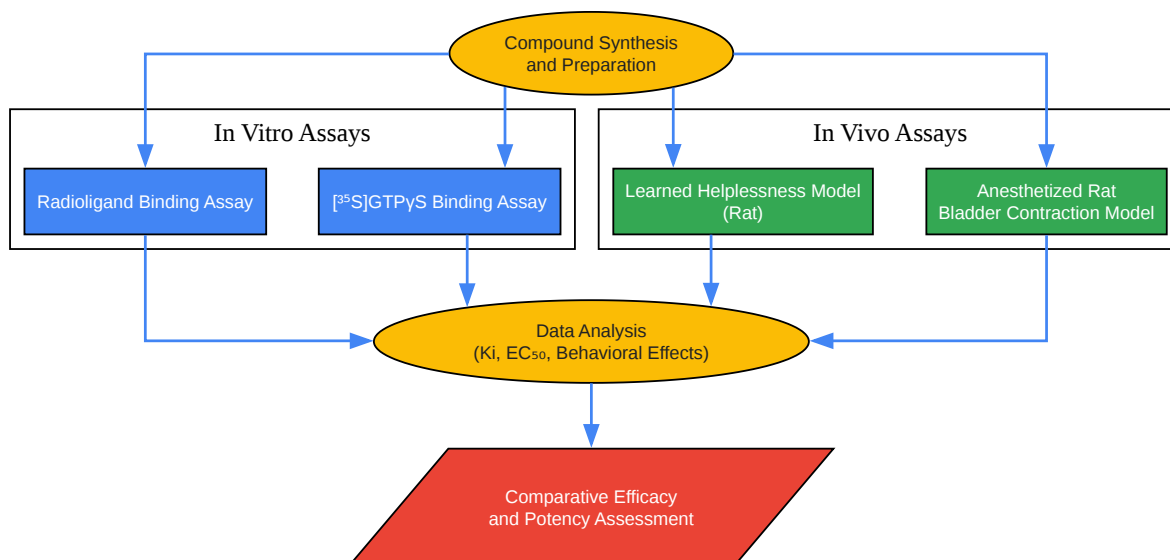 Compound Synthesis
and Preparation
In Vitro Assays
In Vivo Assays
Radioligand Binding Assay
[³⁵S]GTPγS Binding Assay
Learned Helplessness Model
(Rat)
Anesthetized Rat
Bladder Contraction Model
Data Analysis
(Ki, EC₅₀, Behavioral Effects)
Comparative Efficacy
and Potency Assessment